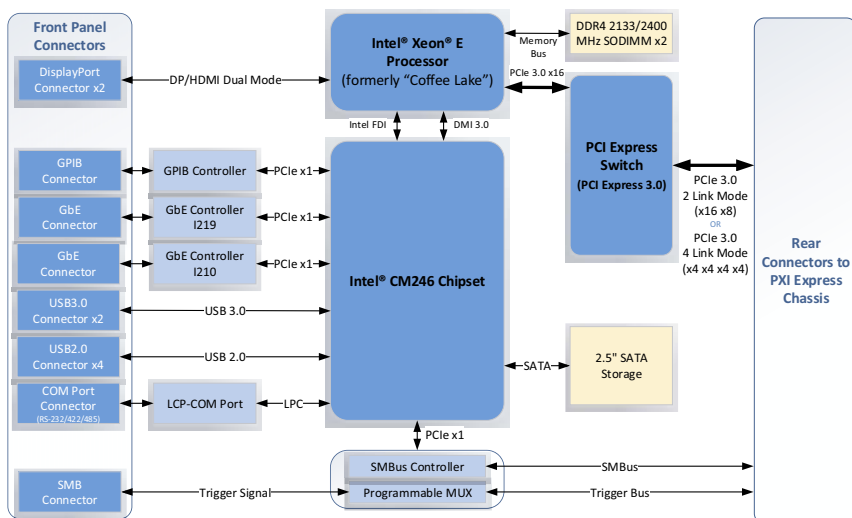 Front Panel
Connectors
DisplayPort
Connector x2
DP/HDMI Dual Mode
Intel® Xeon® E
Processor
(formerly “Coffee Lake”)
Memory
Bus
DDR4 2133/2400
MHz SODIMM x2
PCIe 3.0 x16
Intel FDI
DMI 3.0
PCI Express
Switch
(PCI Express 3.0)
PCIe 3.0
2 Link Mode
(x16 x8)
OR
PCIe 3.0
4 Link Mode
(x4 x4 x4 x4)
Rear
Connectors to
PXI Express
Chassis
GPIB
Connector
GPIB Controller
PCIe x1
GbE
Connector
GbE Controller
I219
PCIe x1
GbE
Connector
GbE Controller
I210
PCIe x1
Intel® CM246 Chipset
USB3.0
Connector x2
USB 3.0
USB2.0
Connector x4
USB 2.0
SATA
2.5" SATA
Storage
COM Port
Connector
(RS-232/422/485)
LCP-COM Port
LPC
PCIe x1
SMBus Controller
SMBus
SMB
Connector
Trigger Signal
Programmable MUX
Trigger Bus